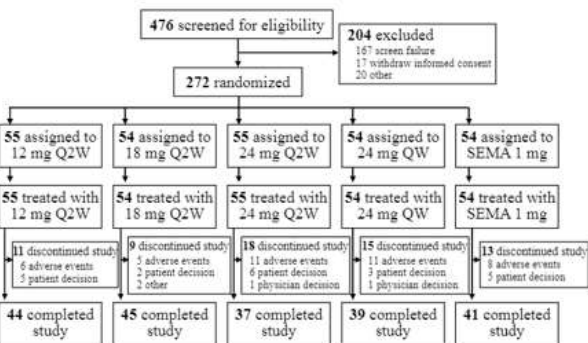 476 screened for eligibility
204 excluded
167 screen failure
17 withdraw informed consent
20 other
272 randomized
55 assigned to
12 mg Q2W
54 assigned to
18 mg Q2W
55 assigned to
24 mg Q2W
54 assigned to
24 mg QW
54 assigned to
SEMA 1 mg
55 treated with
12 mg Q2W
54 treated with
18 mg Q2W
55 treated with
24 mg Q2W
54 treated with
24 mg QW
54 treated with
SEMA 1 mg
11 discontinued study
6 adverse events
5 patient decision
9 discontinued study
5 adverse events
2 patient decision
2 other
18 discontinued study
11 adverse events
6 patient decision
1 physician decision
15 discontinued study
11 adverse events
3 patient decision
1 physician decision
13 discontinued study
8 adverse events
5 patient decision
44 completed
study
45 completed
study
37 completed
study
39 completed
study
41 completed
study